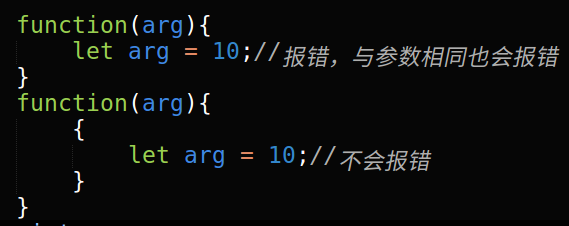 function(arg){
    let arg = 10;//报错，与参数相同也会报错
}
function(arg){
    {
        let arg = 10;//不会报错
    }
}